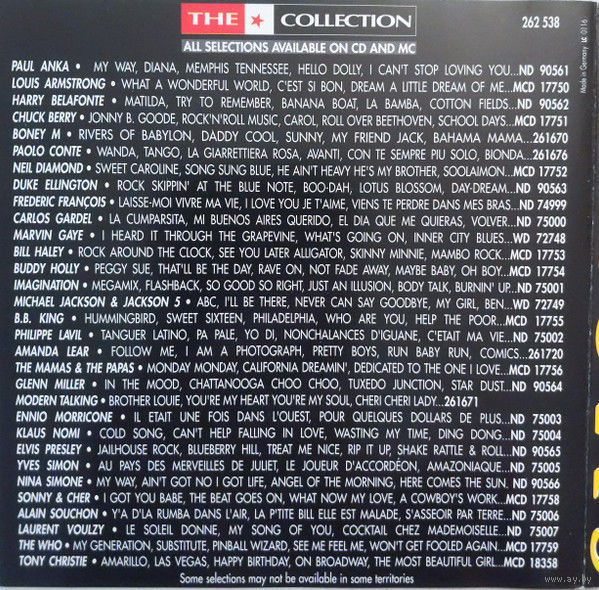 THE ★ COLLECTION
262 538
ALL SELECTIONS AVAILABLE ON CD AND MC
Made in Germany LC 0316
PAUL ANKA • MY WAY, DIANA, MEMPHIS TENNESSEE, HELLO DOLLY, I CAN'T STOP LOVING YOU...ND 90561
LOUIS ARMSTRONG • WHAT A WONDERFUL WORLD, C'EST SI BON, DREAM A LITTLE DREAM OF ME...MCD 17750
HARRY BELAFONTE • MATILDA, TRY TO REMEMBER, BANANA BOAT, LA BAMBA, COTTON FIELDS...ND 90562
CHUCK BERRY • JONNY B. GOODE, ROCK'N'ROLL MUSIC, CAROL, ROLL OVER BEETHOVEN, SCHOOL DAYS...MCD 17751
BONEY M • RIVERS OF BABYLON, DADDY COOL, SUNNY, MY FRIEND JACK, BAHAMA MAMA...261670
PAOLO CONTE • WANDA, TANGO, LA GIARRETTIERA ROSA, AVANTI, CON TE SEMPRE PIU SOLO, BIONDA...261676
NEIL DIAMOND • SWEET CAROLINE, SONG SUNG BLUE, HE AIN'T HEAVY HE'S MY BROTHER, SOOLAIMON...MCD 17752
DUKE ELLINGTON • ROCK SKIPPIN' AT THE BLUE NOTE, BOO-DAH, LOTUS BLOSSOM, DAY-DREAM...ND 90563
FREDERIC FRANÇOIS • LAISSE-MOI VIVRE MA VIE, I LOVE YOU JE T'AIME, VIENS TE PERDRE DANS MES BRAS...ND 74999
CARLOS GARDEL • LA CUMPARSITA, MI BUENOS AIRES QUERIDO, EL DIA QUE ME QUIERAS, VOLVER...ND 75000
MARVIN GAYE • I HEARD IT THROUGH THE GRAPEVINE, WHAT'S GOING ON, INNER CITY BLUES...WD 72748
BILL HALEY • ROCK AROUND THE CLOCK, SEE YOU LATER ALLIGATOR, SKINNY MINNIE, MAMBO ROCK...MCD 17753
BUDDY HOLLY • PEGGY SUE, THAT'LL BE THE DAY, RAVE ON, NOT FADE AWAY, MAYBE BABY, OH BOY...MCD 17754
IMAGINATION • MEGAMIX, FLASHBACK, SO GOOD SO RIGHT, JUST AN ILLUSION, BODY TALK, BURNIN' UP...ND 75001
MICHAEL JACKSON & JACKSON 5 • ABC, I'LL BE THERE, NEVER CAN SAY GOODBYE, MY GIRL, BEN...WD 72749
B.B. KING • HUMMINGBIRD, SWEET SIXTEEN, PHILADELPHIA, WHO ARE YOU, HELP THE POOR...MCD 17755
PHILIPPE LAVIL • TANGUER LATINO, PA PALE, YO DI, NONCHALANCES D'IGUANE, C'ETAIT MA VIE...ND 75002
AMANDA LEAR • FOLLOW ME, I AM A PHOTOGRAPH, PRETTY BOYS, RUN BABY RUN, COMICS...261720
THE MAMAS & THE PAPAS • MONDAY MONDAY, CALIFORNIA DREAMIN', DEDICATED TO THE ONE I LOVE...MCD 17756
GLENN MILLER • IN THE MOOD, CHATTANOOGA CHOO CHOO, TUXEDO JUNCTION, STAR DUST...ND 90564
MODERN TALKING • BROTHER LOUIE, YOU'RE MY HEART YOU'RE MY SOUL, CHERI CHERI LADY...261671
ENNIO MORRICONE • IL ETAIT UNE FOIS DANS L'OUEST, POUR QUELQUES DOLLARS DE PLUS...ND 75003
KLAUS NOMI • COLD SONG, CAN'T HELP FALLING IN LOVE, WASTING MY TIME, DING DONG...ND 75004
ELVIS PRESLEY • JAILHOUSE ROCK, BLUEBERRY HILL, TREAT ME NICE, RIP IT UP, SHAKE RATTLE & ROLL...ND 90565
YVES SIMON • AU PAYS DES MERVEILLES DE JULIET, LE JOUEUR D'ACCORDÉON, AMAZONIAQUE...ND 75005
NINA SIMONE • MY WAY, AIN'T GOT NO I GOT LIFE, ANGEL OF THE MORNING, HERE COMES THE SUN. ND 90566
SONNY & CHER • I GOT YOU BABE, THE BEAT GOES ON, WHAT NOW MY LOVE, A COWBOY'S WORK...MCD 17758
ALAIN SOUCHON • Y'A D'LA RUMBA DANS L'AIR, LA P'TITE BILL ELLE EST MALADE, S'ASSEOIR PAR TERRE...ND 75006
LAURENT VOULZY • LE SOLEIL DONNE, MY SONG OF YOU, COCKTAIL CHEZ MADEMOISELLE...ND 75007
THE WHO • MY GENERATION, SUBSTITUTE, PINBALL WIZARD, SEE ME FEEL ME, WON'T GET FOOLED AGAIN...MCD 17759
TONY CHRISTIE • AMARILLO, LAS VEGAS, HAPPY BIRTHDAY, ON BROADWAY, THE MOST BEAUTIFUL GIRL...MCD 18358
Some selections may not be available in some territories
www.ay.by